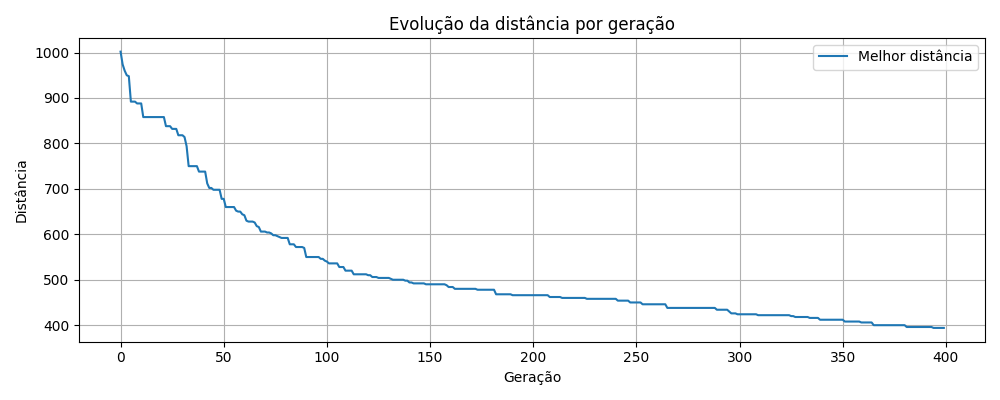 Evolução da distância por geração
Melhor distância
Distância
1000
900
800
700
600
500
400
0 50 100 150 200 250 300 350 400
Geração